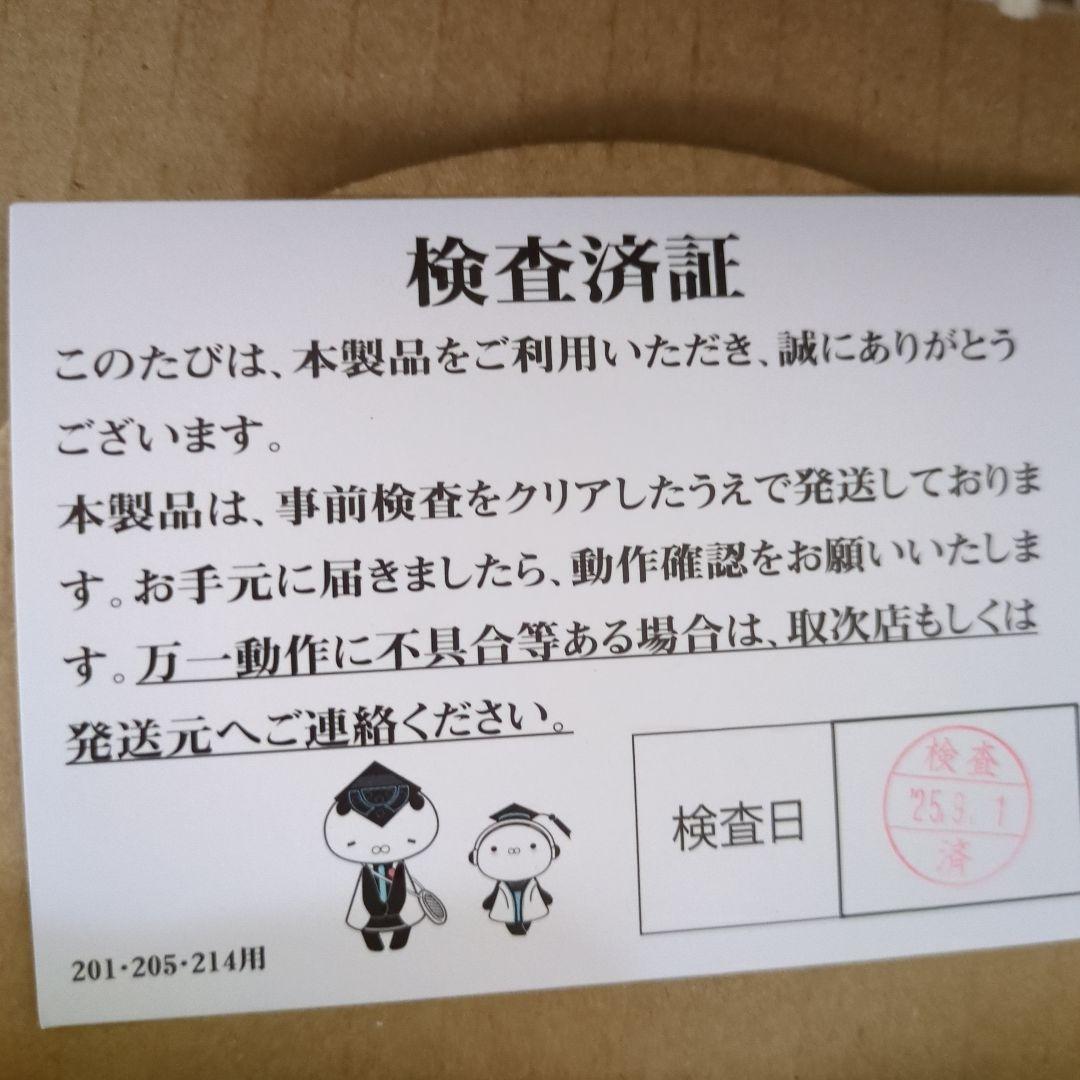 検査済証
このたびは、本製品をご利用いただき、誠にありがとう
ございます。
本製品は、事前検査をクリアしたうえで発送しておりま
す。お手元に届きましたら、動作確認をお願いいたしま
す。万一動作に不具合等ある場合は、取次店もしくは
発送元へご連絡ください。
検査日
検査
'25.9.1
済
201・205・214用